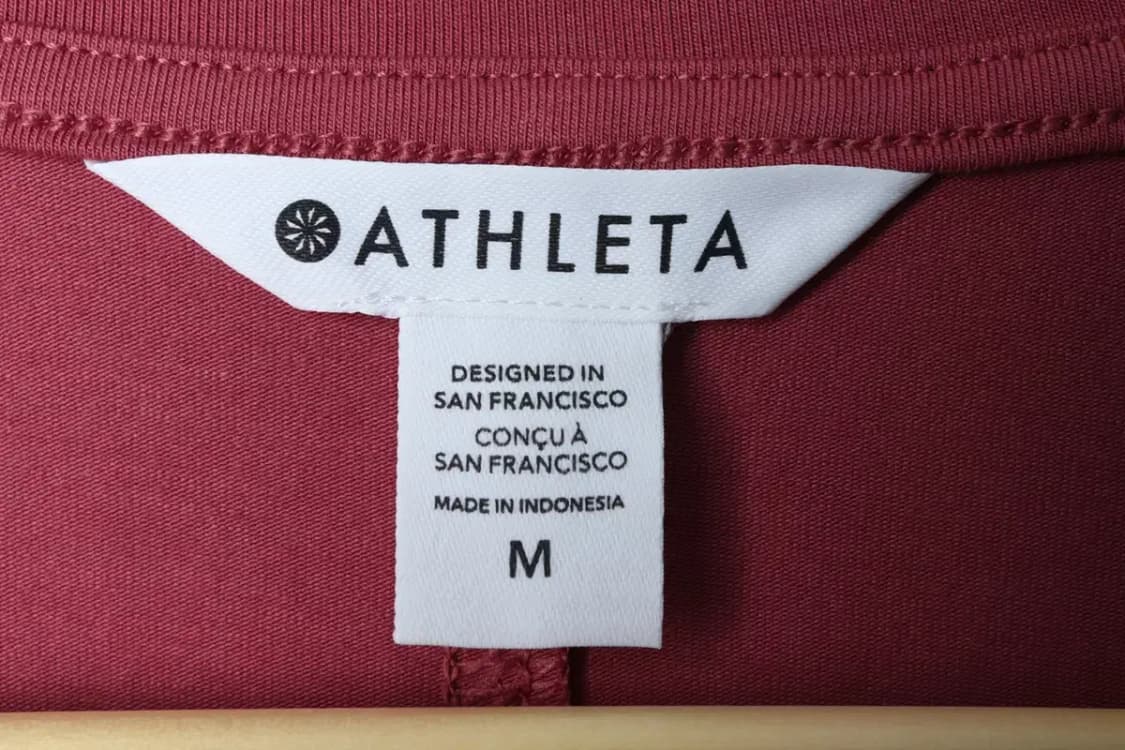 ATHLETA
DESIGNED IN
SAN FRANCISCO
CONÇU À
SAN FRANCISCO
MADE IN INDONESIA
M